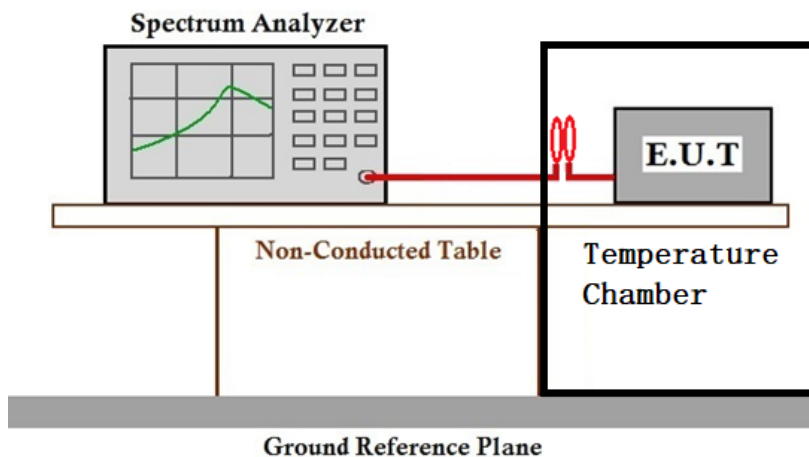 Spectrum Analyzer
E.U.T
Non-Conducted Table
Temperature
Chamber
Ground Reference Plane